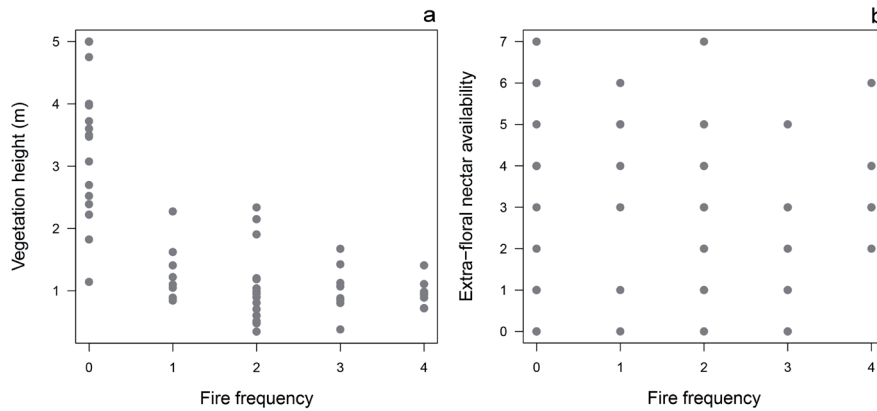 a
Vegetation height (m)
5
4
3
2
1
0 1 2 3 4
Fire frequency
b
Extra−floral nectar availability
7
6
5
4
3
2
1
0
0 1 2 3 4
Fire frequency